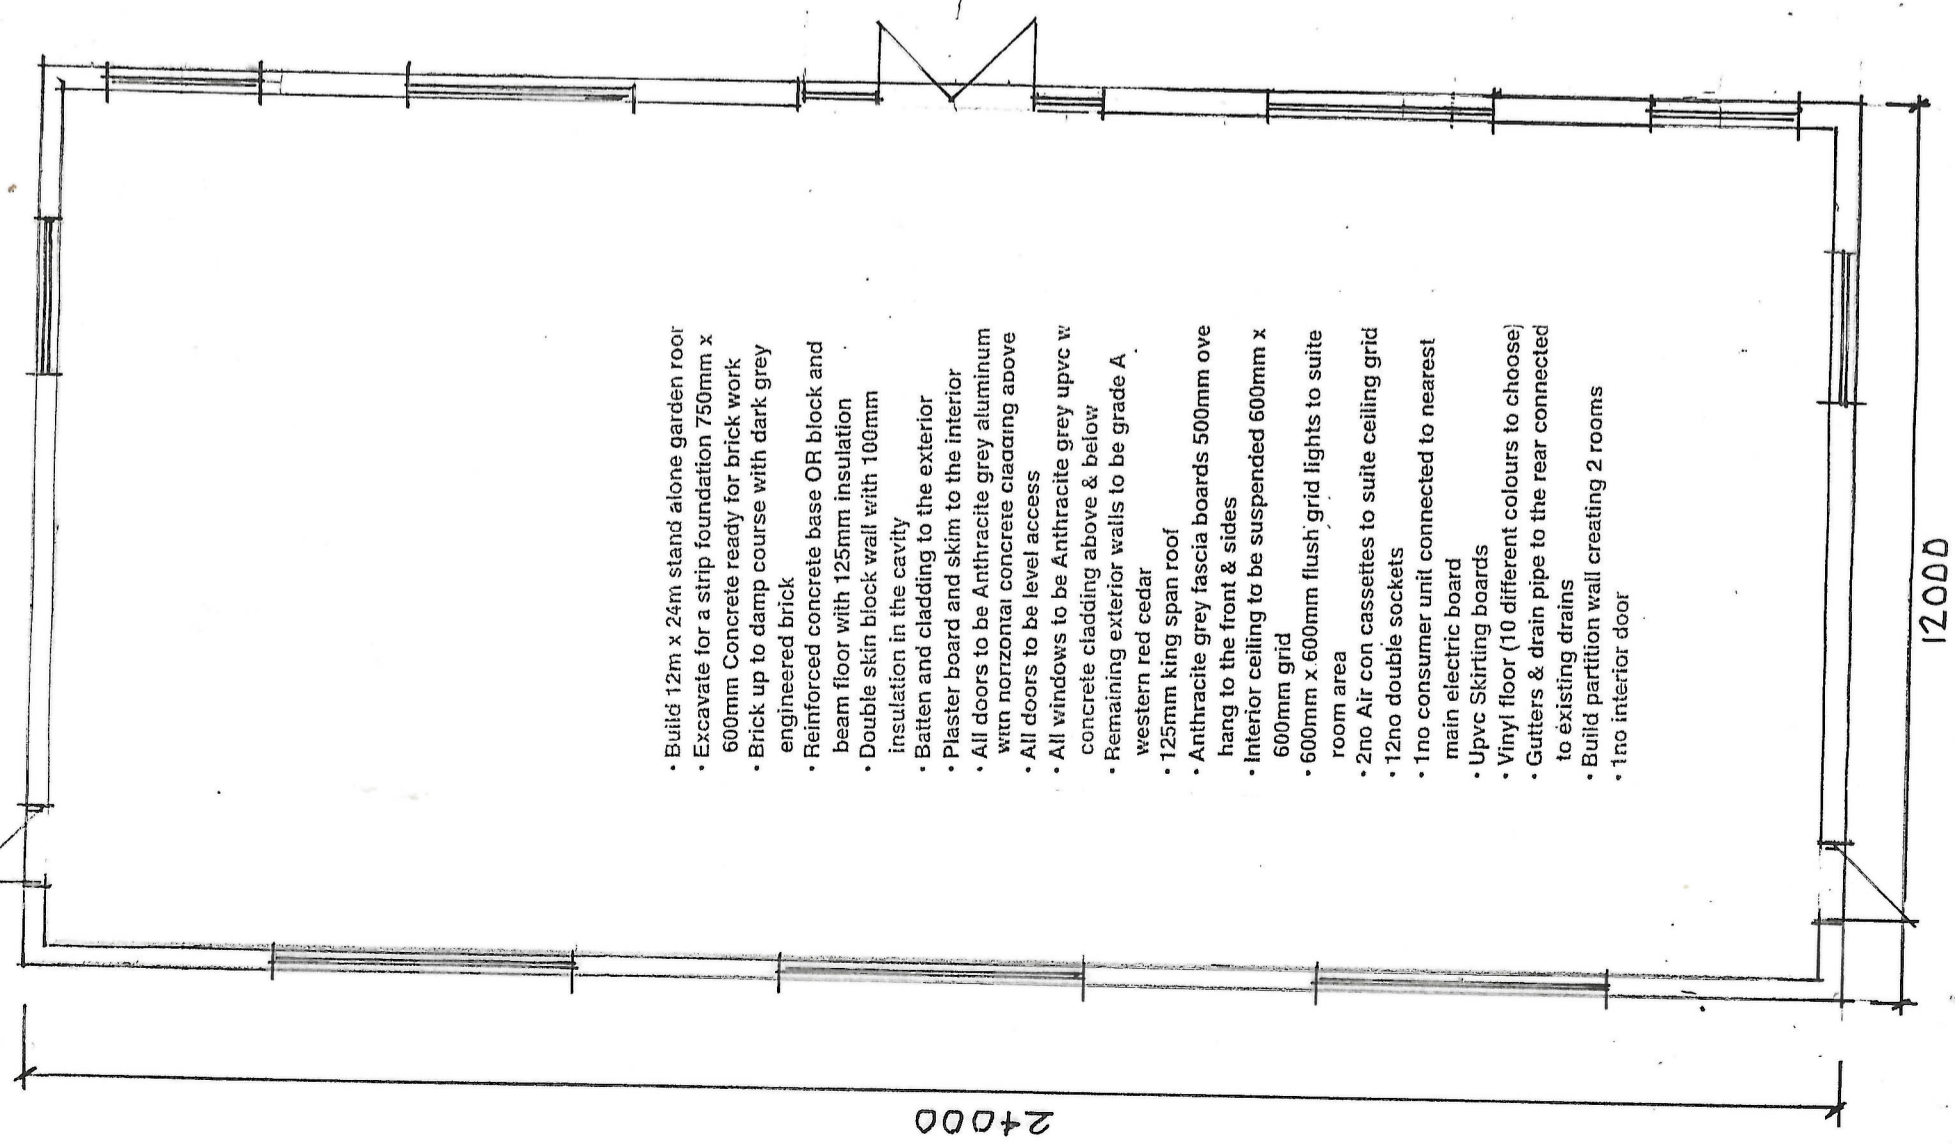 • Build 12m x 24m stand alone garden roor
• Excavate for a strip foundation 750mm x
600mm Concrete ready for brick work
• Brick up to damp course with dark grey
engineered brick
• Reinforced concrete base OR block and
beam floor with 125mm insulation
• Double skin block wall with 100mm
insulation in the cavity
• Batten and cladding to the exterior
• Plaster board and skim to the interior
• All doors to be Anthracite grey aluminum
with horizontal concrete cladding above
• All doors to be level access
• All windows to be Anthracite grey upvc w
concrete cladding above & below
• Remaining exterior walls to be grade A
western red cedar
• 125mm king span roof
• Anthracite grey fascia boards 500mm ove
hang to the front & sides
• Interior ceiling to be suspended 600mm x
600mm grid
• 600mm x 600mm flush grid lights to suite
room area
• 2no Air con cassettes to suite ceiling grid
• 12no double sockets
• 1no consumer unit connected to nearest
main electric board
• Upvc Skirting boards
• Vinyl floor (10 different colours to choose)
• Gutters & drain pipe to the rear connected
to existing drains
• Build partition wall creating 2 rooms
• 1no interior door
12000
24000